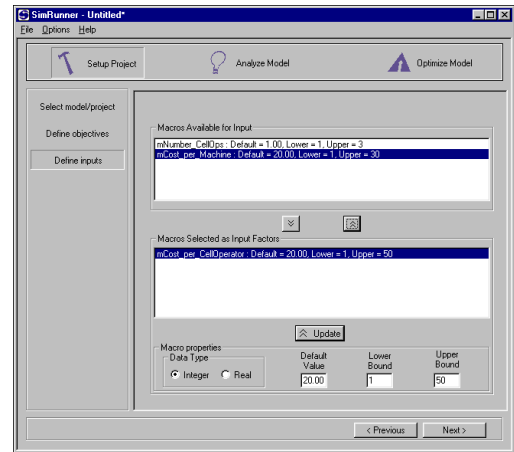 SimRunner - Untitled*
File Options Help
Setup Project
Analyze Model
Optimize Model
Select model/project
Define objectives
Define inputs
Macros Available for Input
mNumber_CellOps : Default = 1.00, Lower = 1, Upper = 3
mCost_per_Machine : Default = 20.00, Lower = 1, Upper = 30
Macros Selected as Input Factors
mCost_per_CellOperator : Default = 20.00, Lower = 1, Upper = 50
Update
Macro properties
Data Type
Integer Real
Default Value
Lower Bound
Upper Bound
20.00 1 50
< Previous Next >